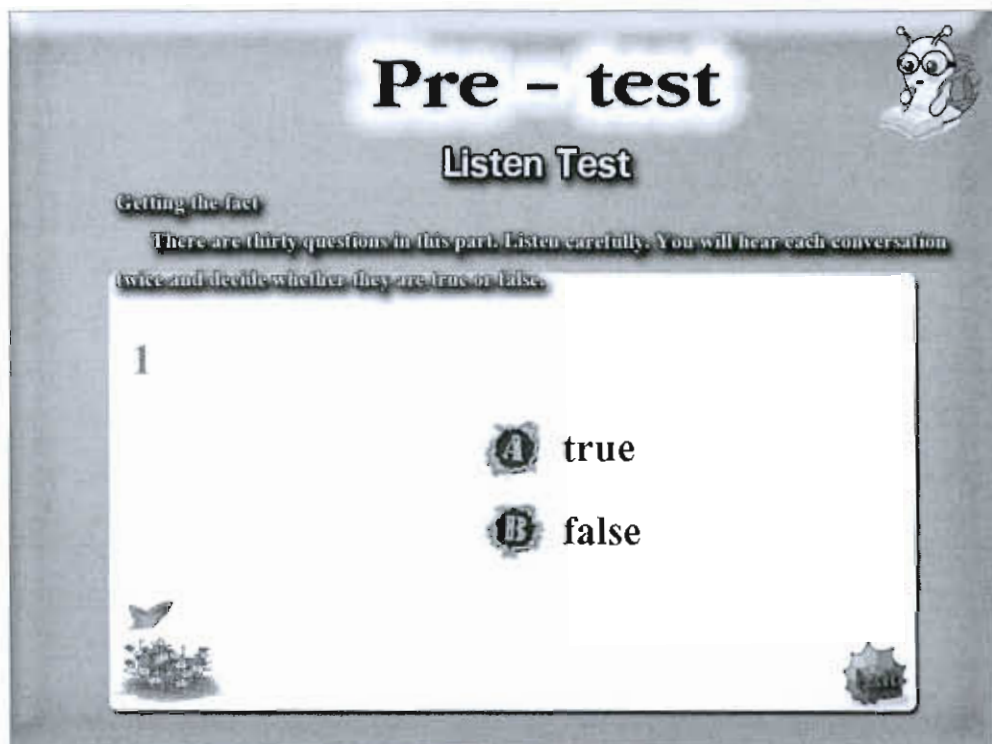 Pre - test
Listen Test
Getting the fact
There are thirty questions in this part. Listen carefully. You will hear each conversation
twice and decide whether they are true or false.
1
A true
B false